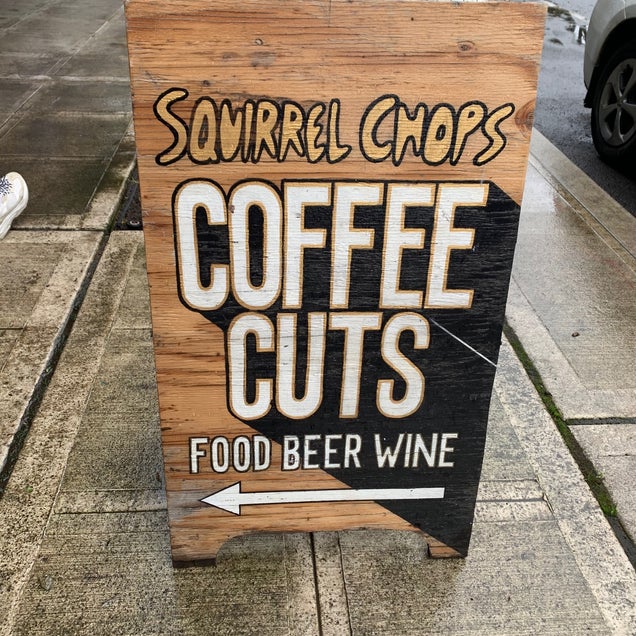 SQUIRREL CHOPS
COFFEE
CUTS
FOOD BEER WINE